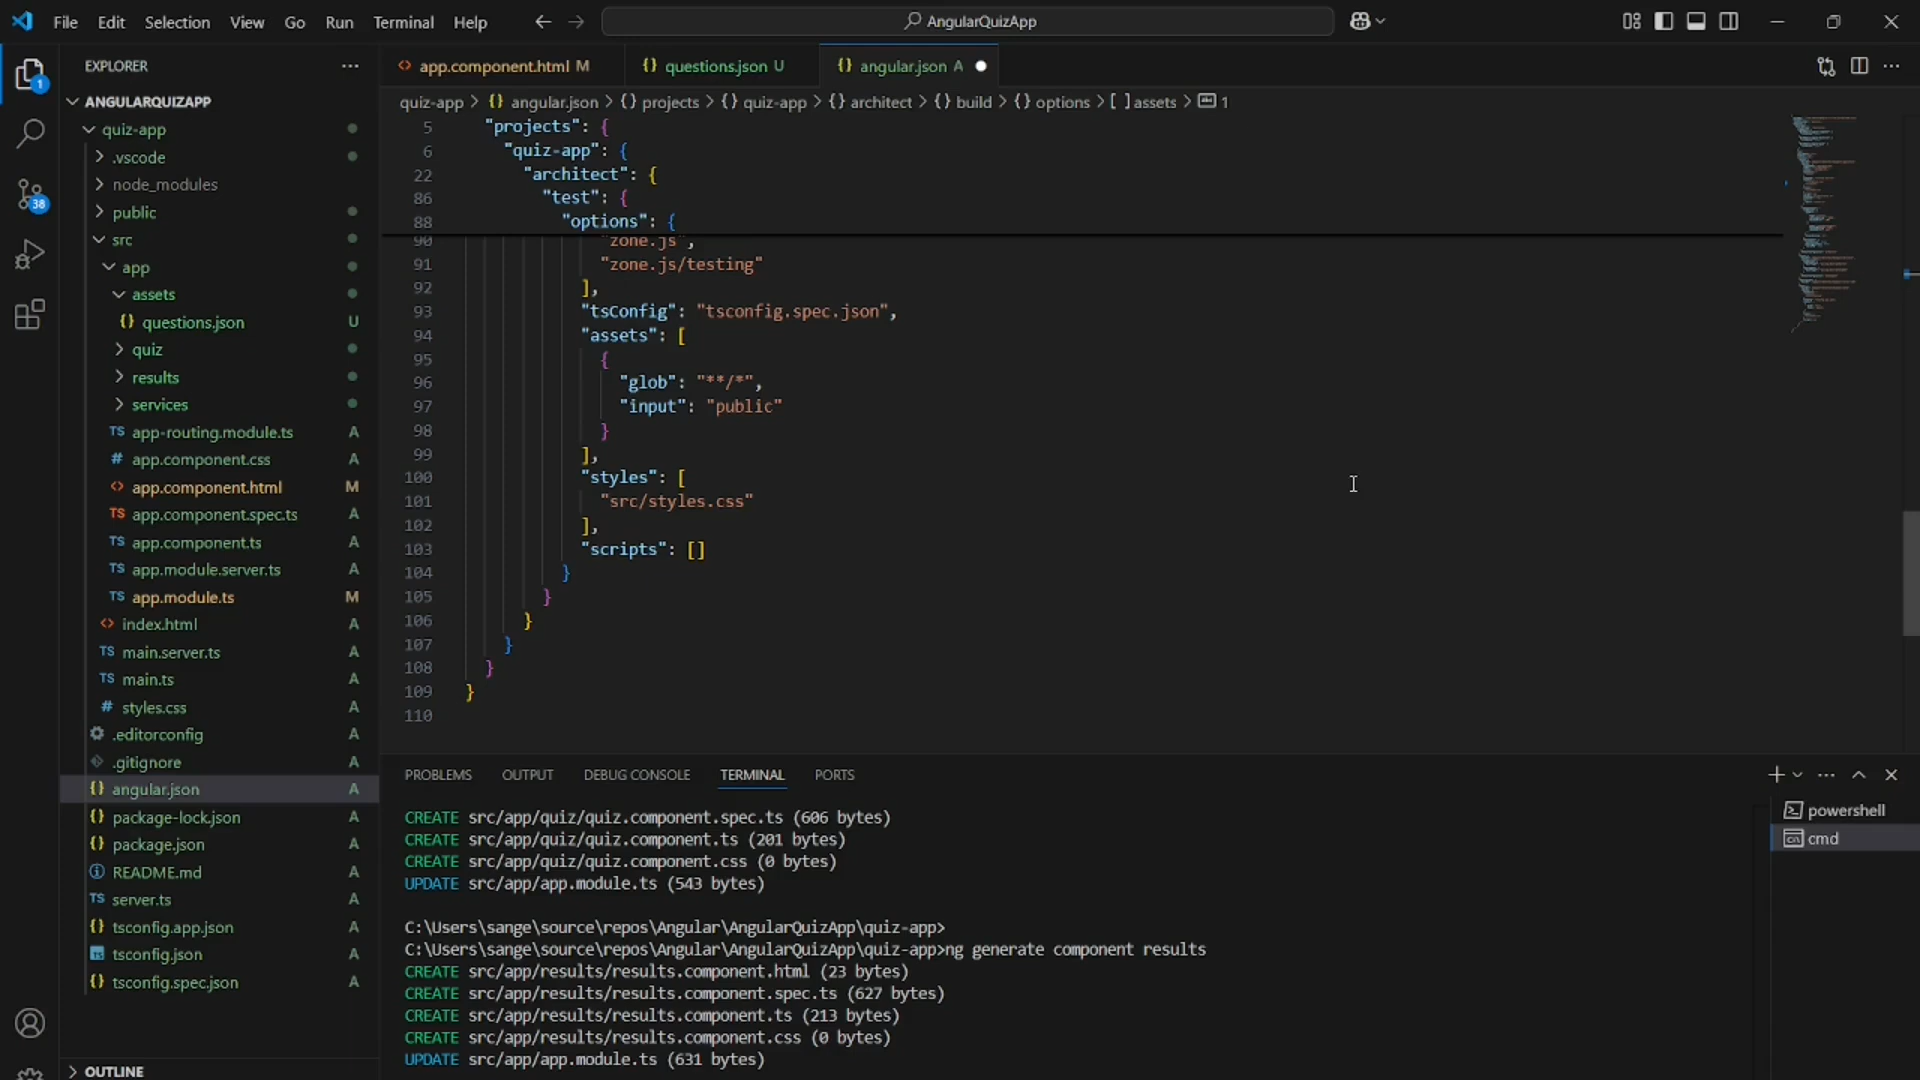 File Edit Selection View Go Run Terminal Help AngularQuizApp
EXPLORER
1
38
ANGULARQUIZAPP
quiz-app
.vscode
node_modules
public
src
app
assets
questions.json U
quiz
results
services
app-routing.module.ts A
app.component.css A
app.component.html M
app.component.spec.ts A
app.component.ts A
app.module.server.ts A
app.module.ts M
index.html A
main.server.ts A
main.ts A
styles.css A
.editorconfig A
.gitignore A
angular.json A
package-lock.json A
package.json A
README.md A
server.ts A
tsconfig.app.json A
tsconfig.json A
tsconfig.spec.json A
OUTLINE
app.component.html M questions.json U angular.json A
quiz-app > {} angular.json > {} projects > {} quiz-app > {} architect > {} build > {} options > [ ] assets > 1
5 "projects": {
6 "quiz-app": {
22 "architect": {
86 "test": {
88 "options": {
90 "zone.js",
91 "zone.js/testing"
92 ],
93 "tsConfig": "tsconfig.spec.json",
94 "assets": [
95 {
96 "glob": "**/*",
97 "input": "public"
98 }
99 ],
100 "styles": [
101 "src/styles.css"
102 ],
103 "scripts": []
104 }
105 }
106 }
107 }
108 }
109 }
110
PROBLEMS OUTPUT DEBUG CONSOLE TERMINAL PORTS
CREATE src/app/quiz/quiz.component.spec.ts (606 bytes)
CREATE src/app/quiz/quiz.component.ts (201 bytes)
CREATE src/app/quiz/quiz.component.css (0 bytes)
UPDATE src/app/app.module.ts (543 bytes)
C:\Users\sange\source\repos\Angular\AngularQuizApp\quiz-app>
C:\Users\sange\source\repos\Angular\AngularQuizApp\quiz-app>ng generate component results
CREATE src/app/results/results.component.html (23 bytes)
CREATE src/app/results/results.component.spec.ts (627 bytes)
CREATE src/app/results/results.component.ts (213 bytes)
CREATE src/app/results/results.component.css (0 bytes)
UPDATE src/app/app.module.ts (631 bytes)
powershell
cmd